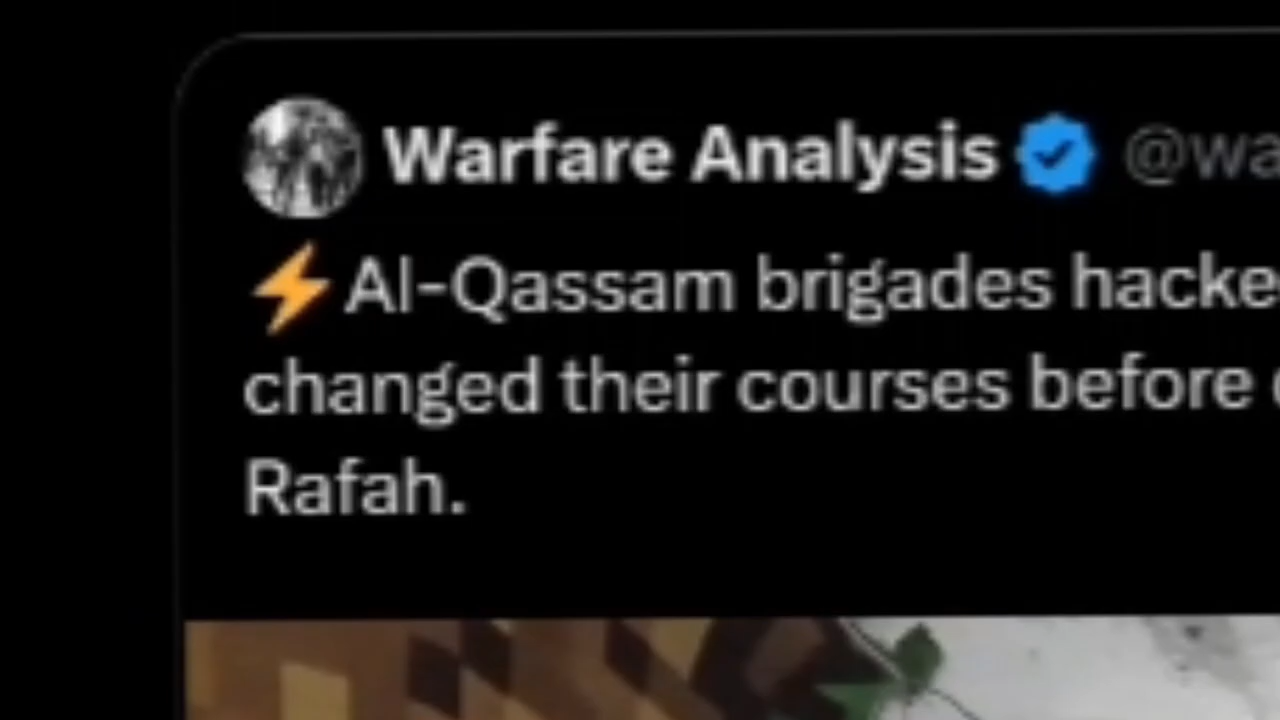 Warfare Analysis @wa
⚡Al-Qassam brigades hacke
changed their courses before
Rafah.